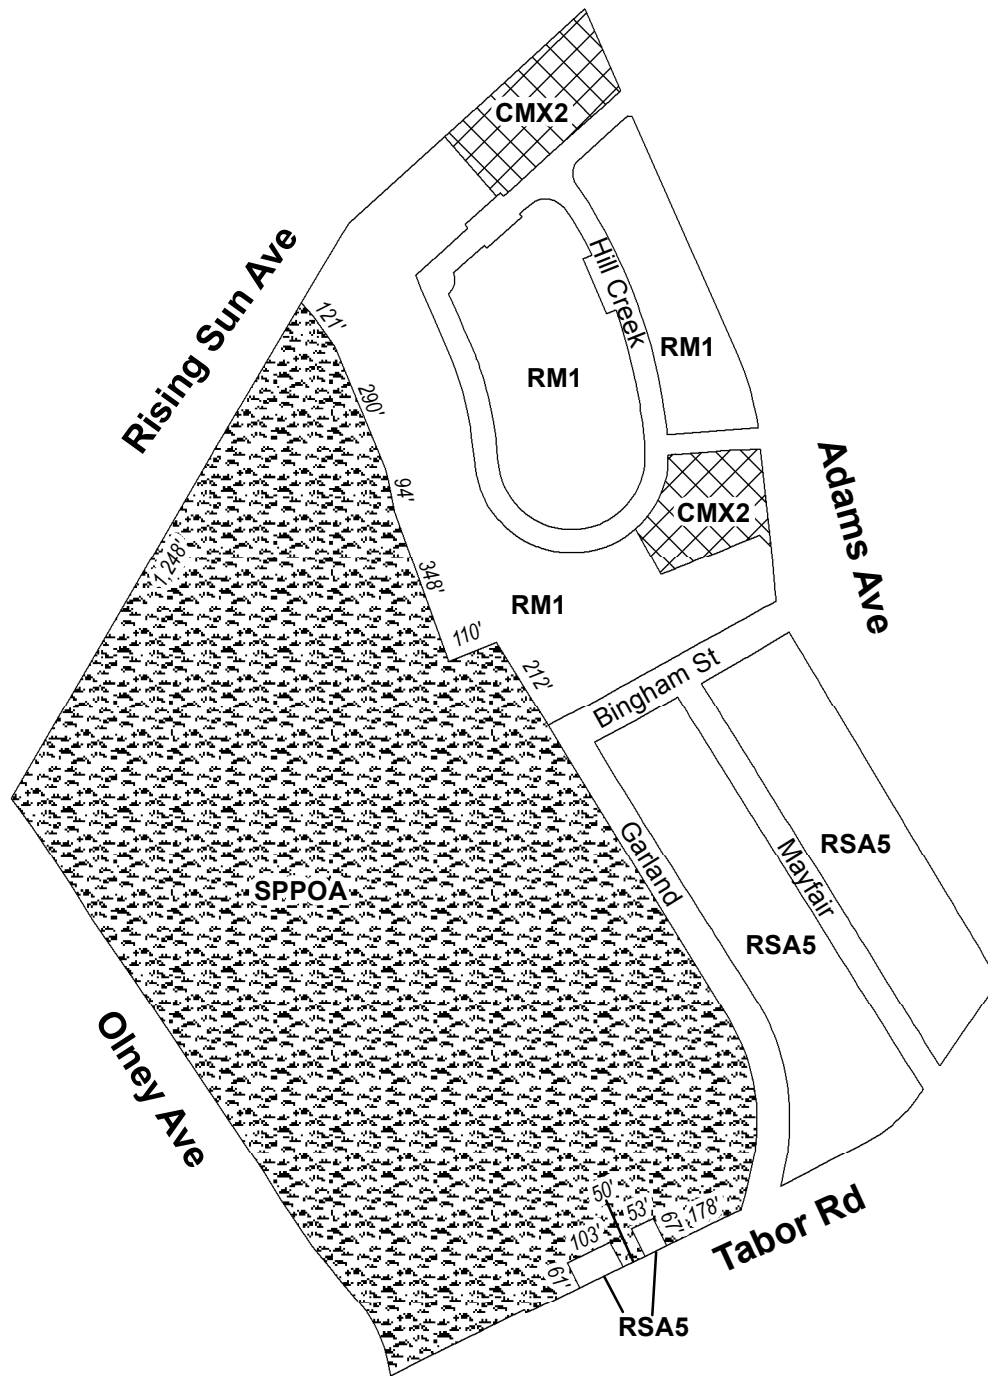 CMX2
Rising Sun Ave
121'
Hill Creek
RM1
RM1
290'
94'
Adams Ave
CMX2
1,248'
348'
RM1
110'
212'
Bingham St
Garland
Mayfair
RSA5
SPPOA
RSA5
Olney Ave
50'
103'
53'
67'
178'
61'
Tabor Rd
RSA5